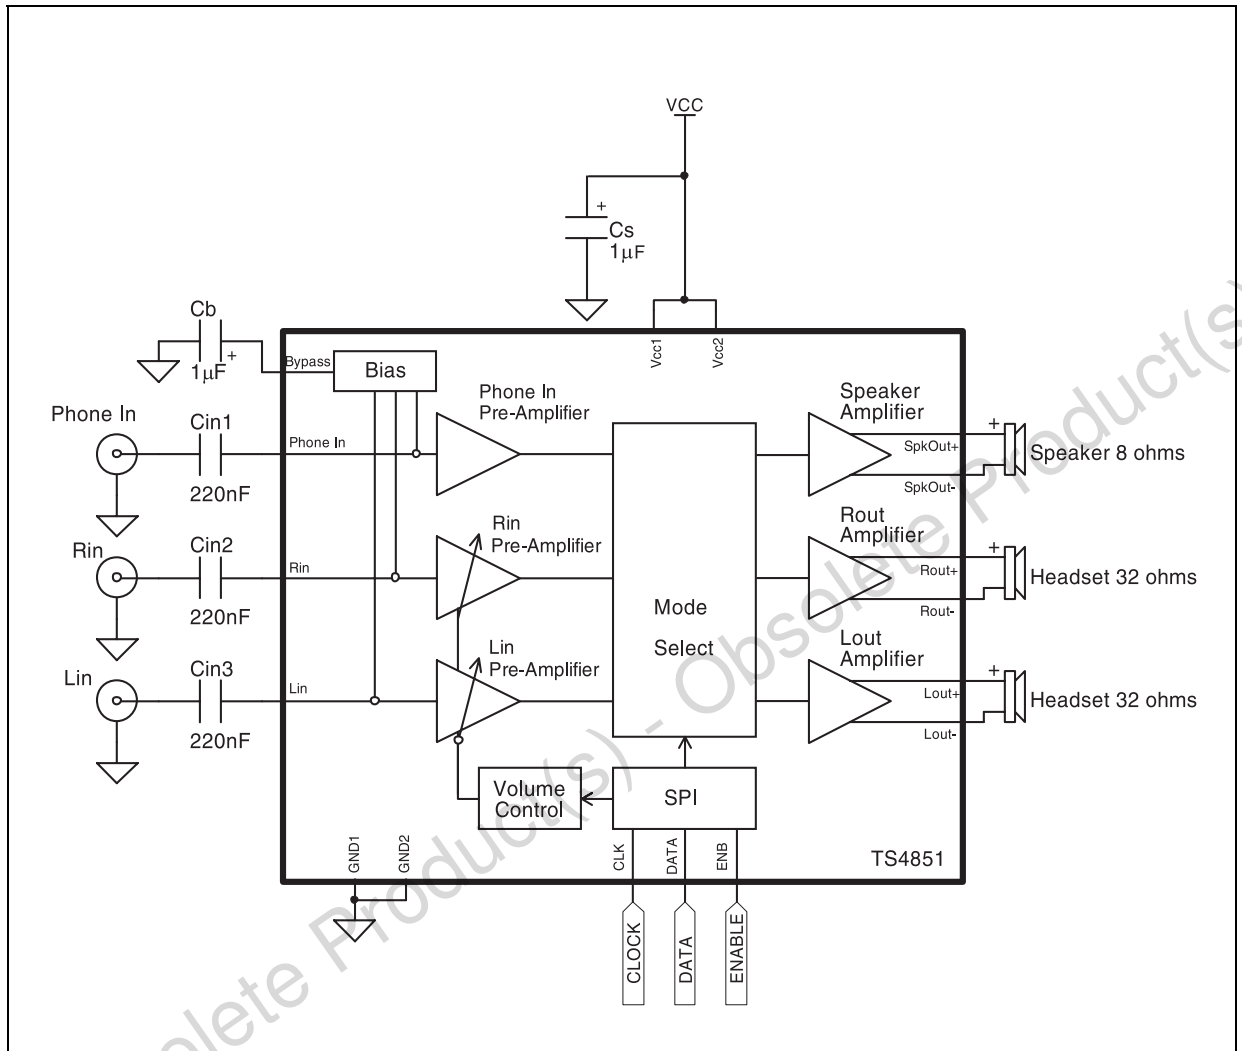 VCC
+
Cs
1µF
Cb
+
1µF
Vcc1
Vcc2
Bypass
Bias
Phone In
Cin1
220nF
Phone In
Phone In
Pre-Amplifier
Speaker
Amplifier
SpkOut+
SpkOut-
+
Speaker 8 ohms
Rin
Cin2
220nF
Rin
Rin
Pre-Amplifier
Rout
Amplifier
Rout+
Rout-
+
Headset 32 ohms
Mode
Select
Lin
Cin3
220nF
Lin
Lin
Pre-Amplifier
Lout
Amplifier
Lout+
Lout-
+
Headset 32 ohms
Volume
Control
SPI
GND1
GND2
CLK
DATA
ENB
TS4851
CLOCK
DATA
ENABLE
olete Product(s) - Obsolete Product(s)